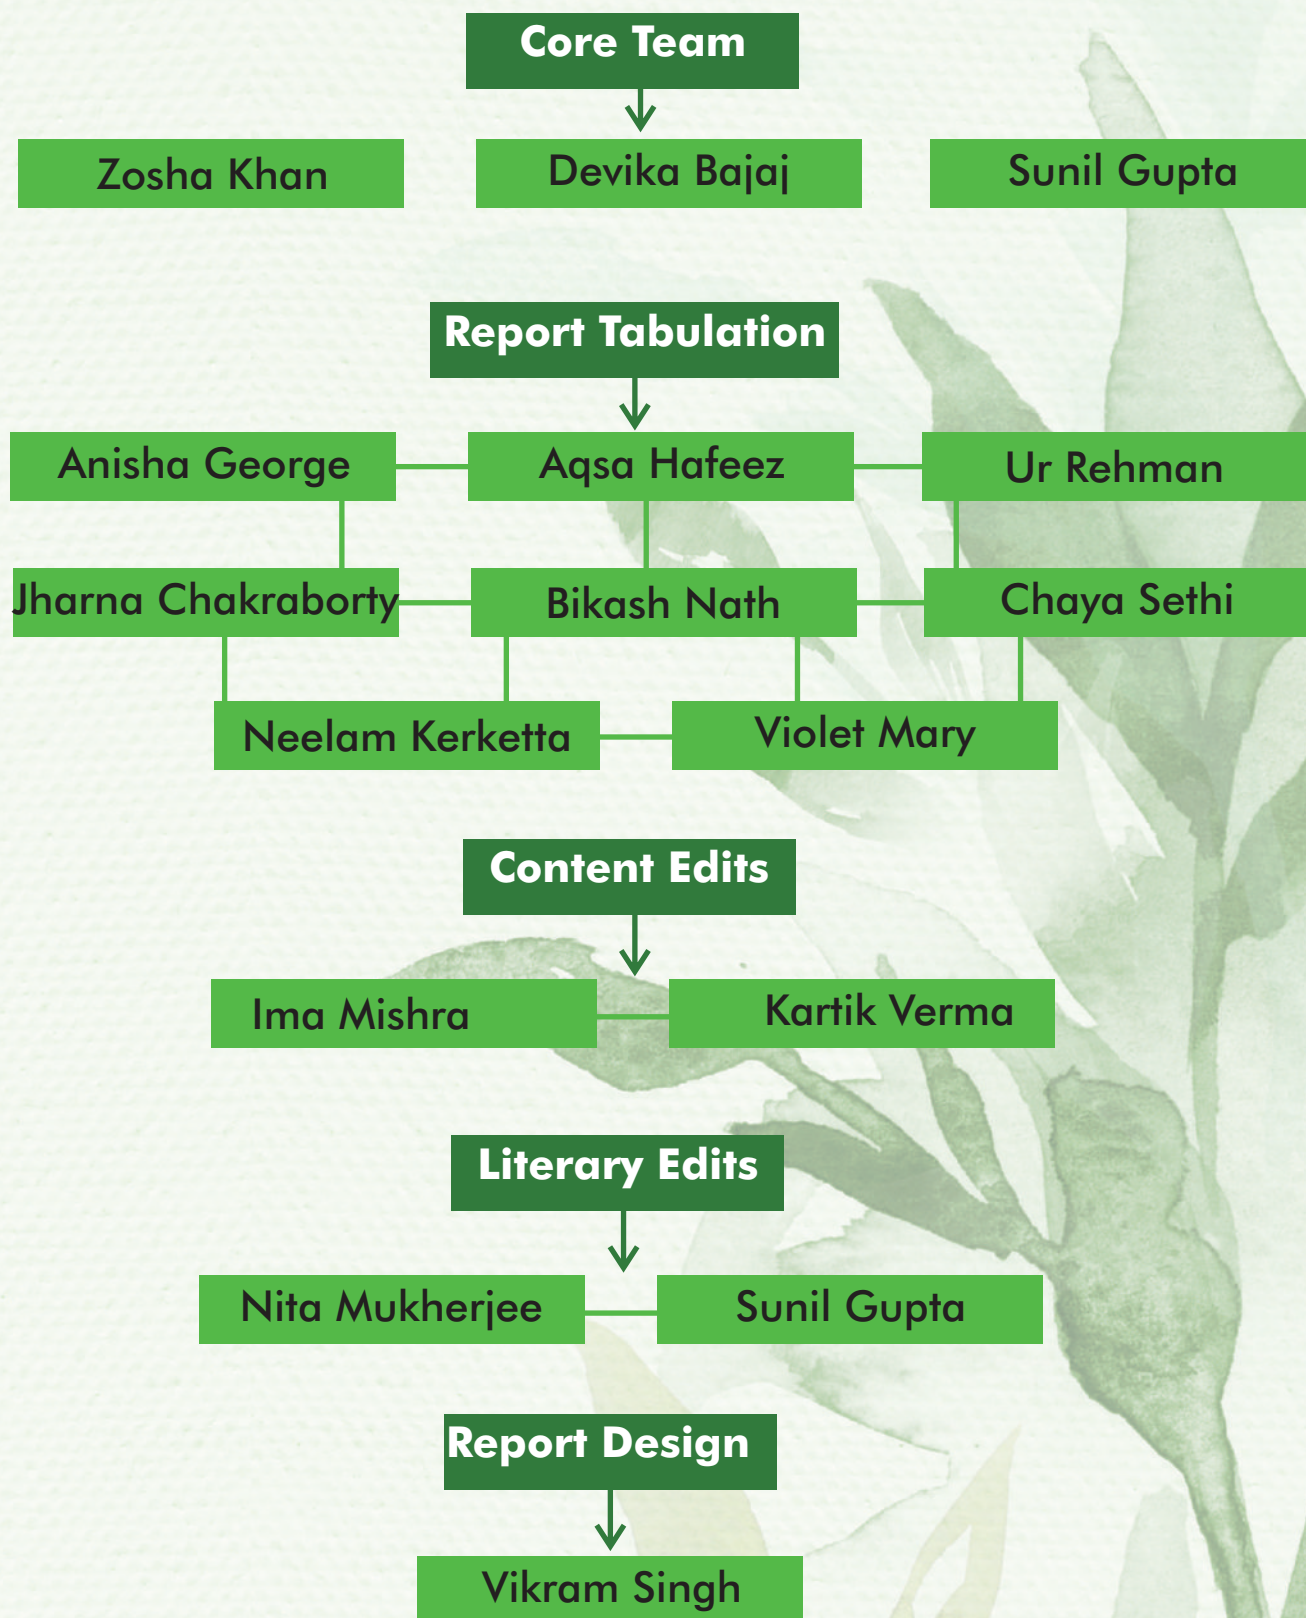 Core Team
Zosha Khan
Devika Bajaj
Sunil Gupta
Report Tabulation
Anisha George
Aqsa Hafeez
Ur Rehman
Jharna Chakraborty
Bikash Nath
Chaya Sethi
Neelam Kerketta
Violet Mary
Content Edits
Ima Mishra
Kartik Verma
Literary Edits
Nita Mukherjee
Sunil Gupta
Report Design
Vikram Singh